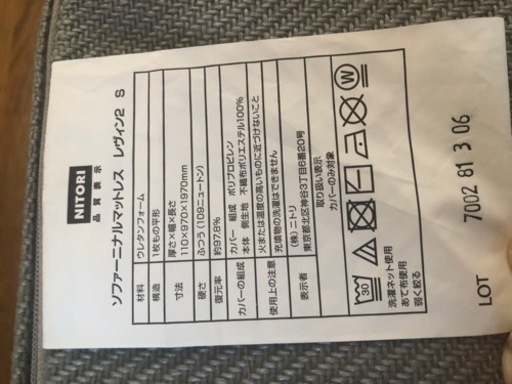 NITORI
品質表示
ソファーニナルマットレス レヴィン2 S
材料 ウレタンフォーム
構造 1枚もの平形
寸法 厚さ×幅×長さ
110×970×1970mm
硬さ ふつう(108ニュートン)
復元率 約97.8%
カバーの組成 カバー 組成 ポリプロピレン
本体 側生地 不織布ポリエステル100%
使用上の注意 火または温度の高いものに近づけないこと
充填物の洗濯はできません
表示者 (株)ニトリ
東京都北区神谷3丁目6番20号
取り扱い表示
カバーのみ対象
30
W
洗濯ネット使用
あて布使用
弱く絞る
LOT 7002 81 3 06